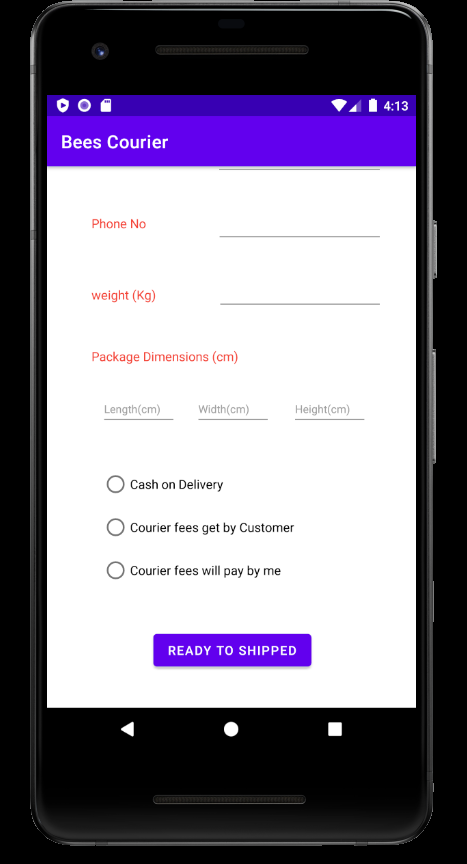 4:13
Bees Courier
Phone No
weight (Kg)
Package Dimensions (cm)
Length(cm) Width(cm) Height(cm)
Cash on Delivery
Courier fees get by Customer
Courier fees will pay by me
READY TO SHIPPED